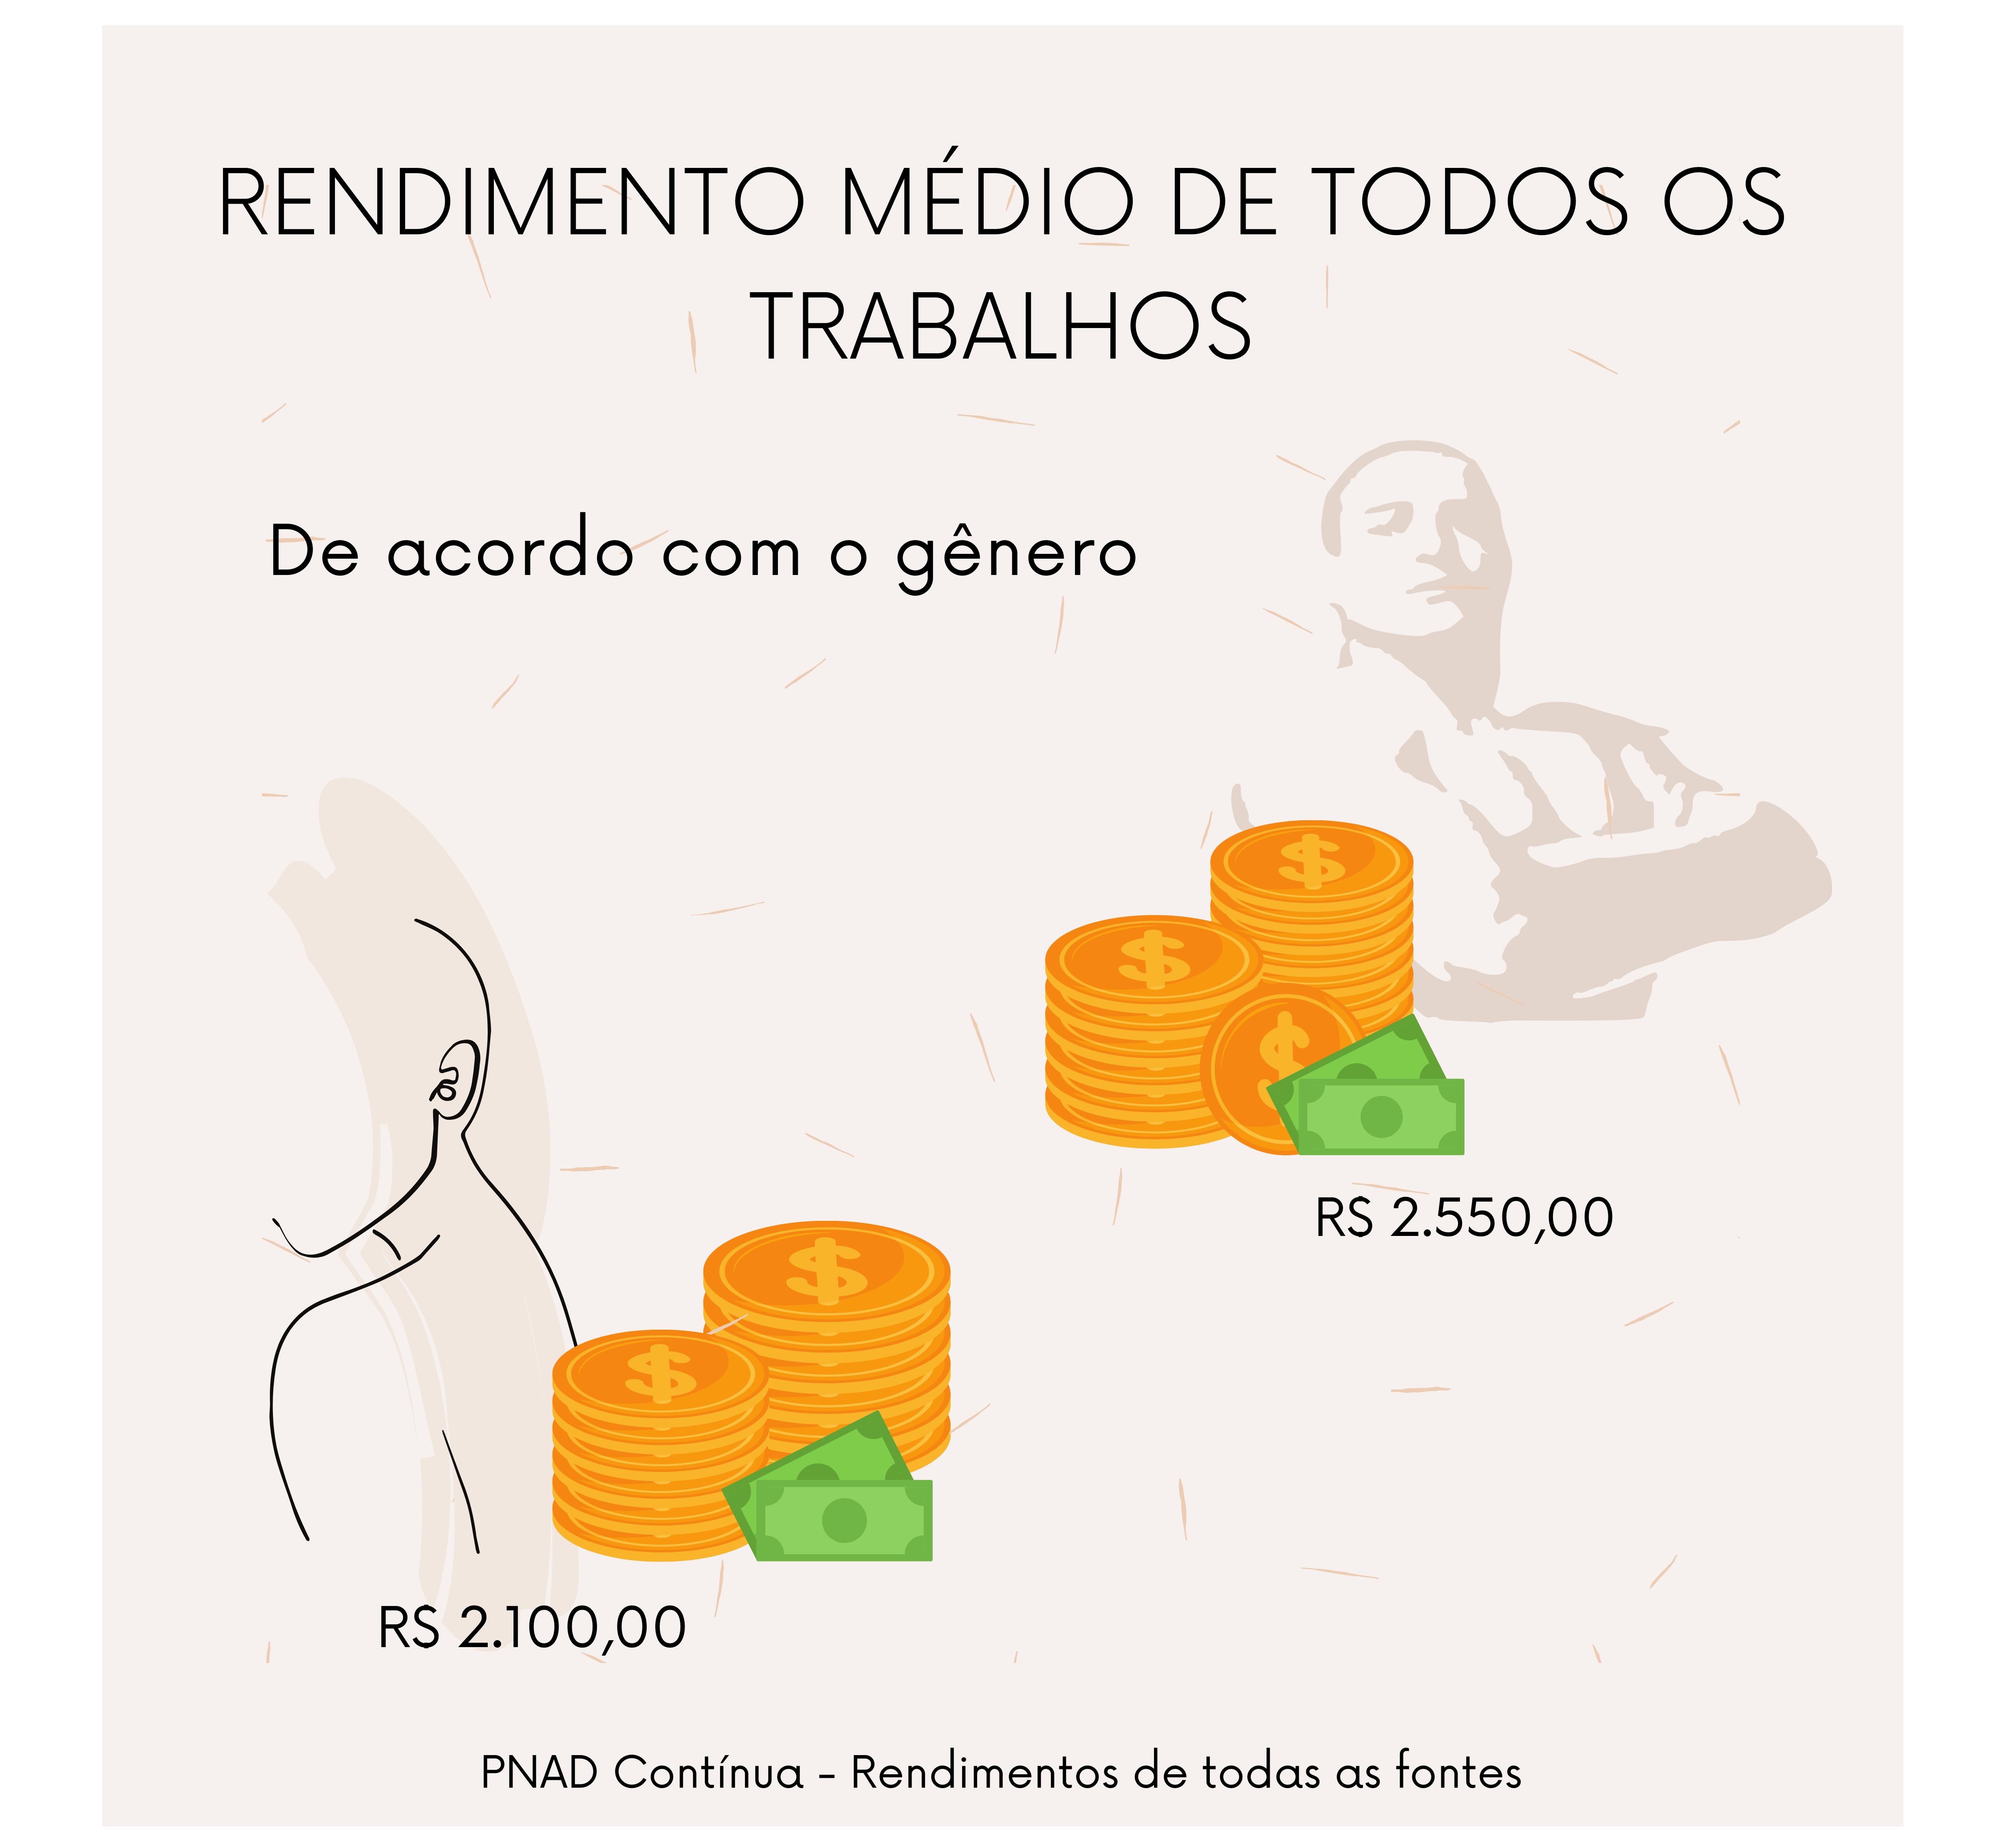 RENDIMENTO MÉDIO DE TODOS OS
TRABALHOS
De acordo com o gênero
R$ 2.550,00
R$ 2.100,00
PNAD Contínua - Rendimentos de todas as fontes